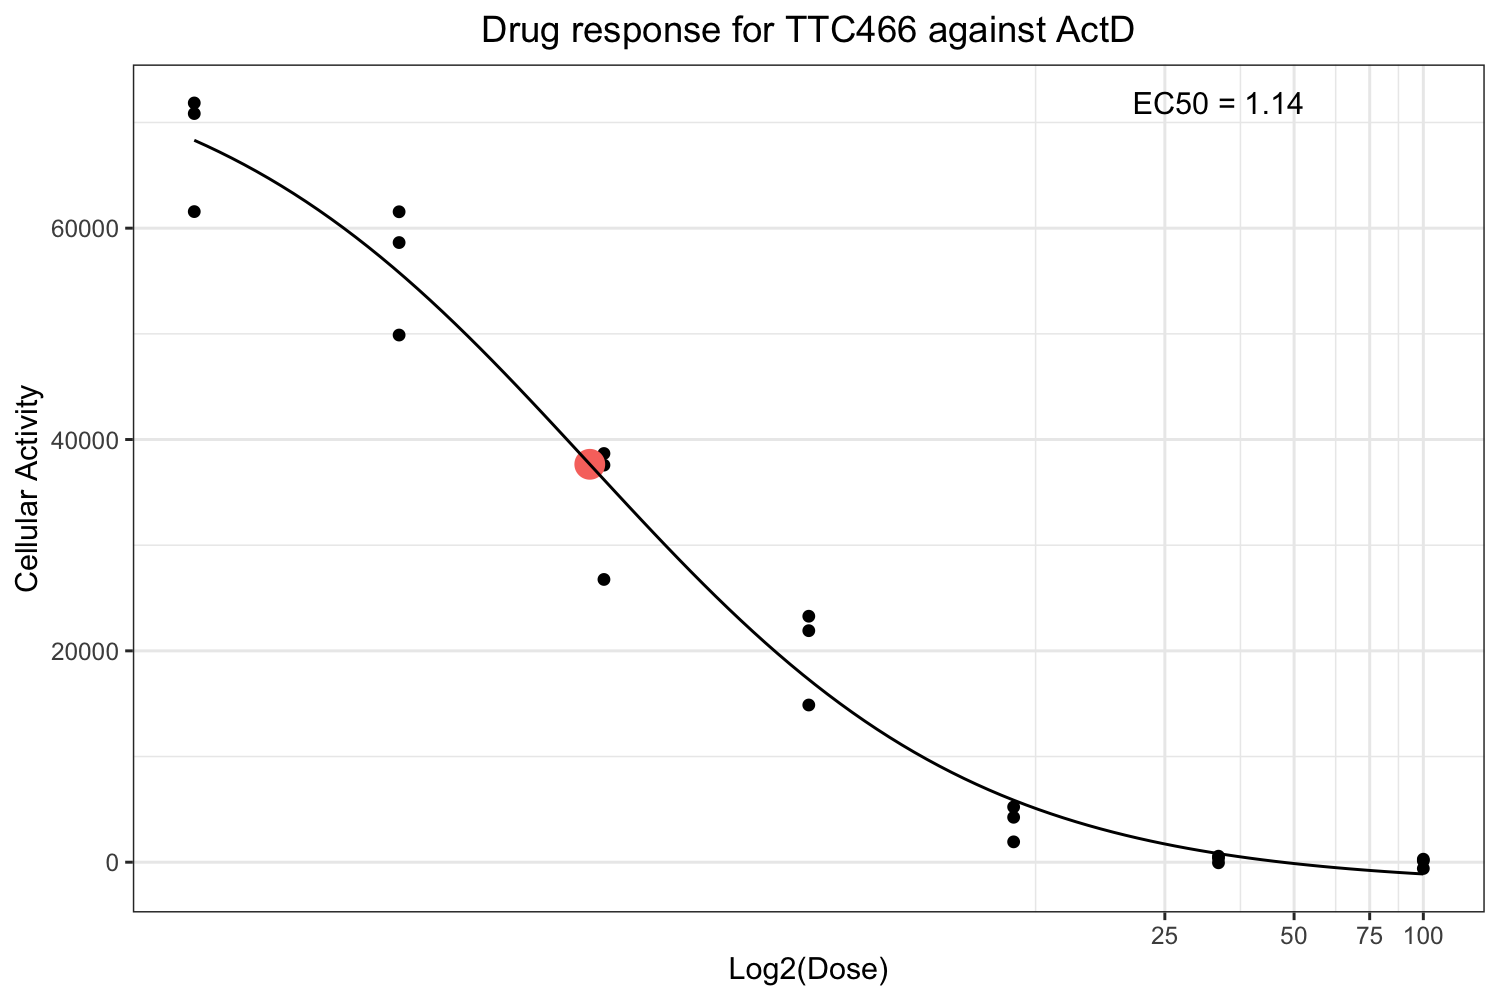 Drug response for TTC466 against ActD
EC50 = 1.14
Cellular Activity
60000
40000
20000
0
25 50 75 100
Log2(Dose)